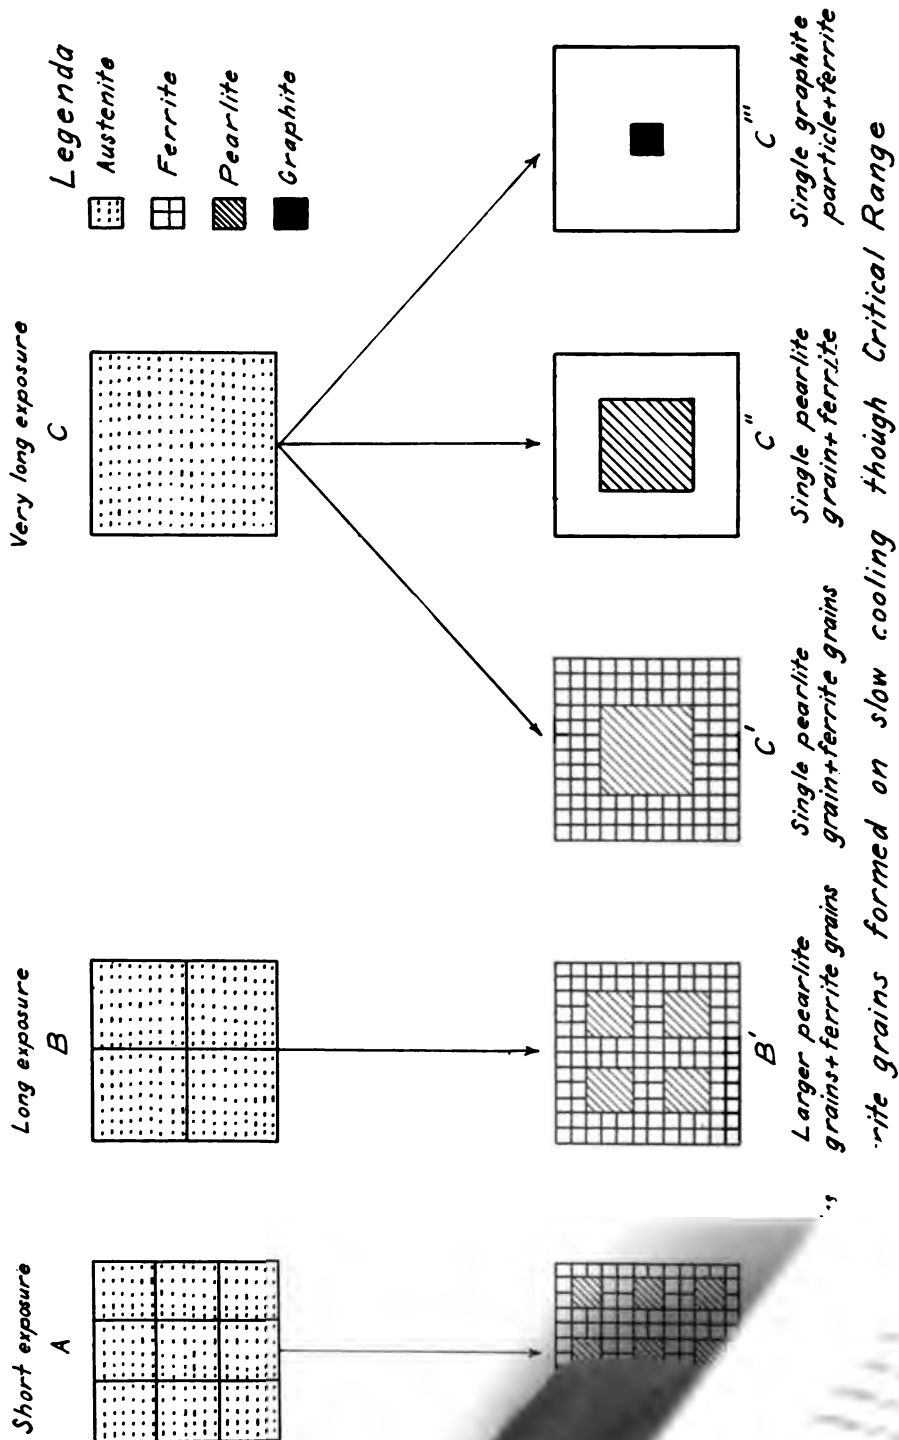 Short exposure
A
Long exposure
B
Very long exposure
C
Legenda
Austenite
Ferrite
Pearlite
Graphite
B'
Larger pearlite
grains+ferrite grains
C'
Single pearlite
grain+ferrite grains
C''
Single pearlite
grain+ferrite
C'''
Single graphite
particle+ferrite
grains formed on slow cooling though Critical Range